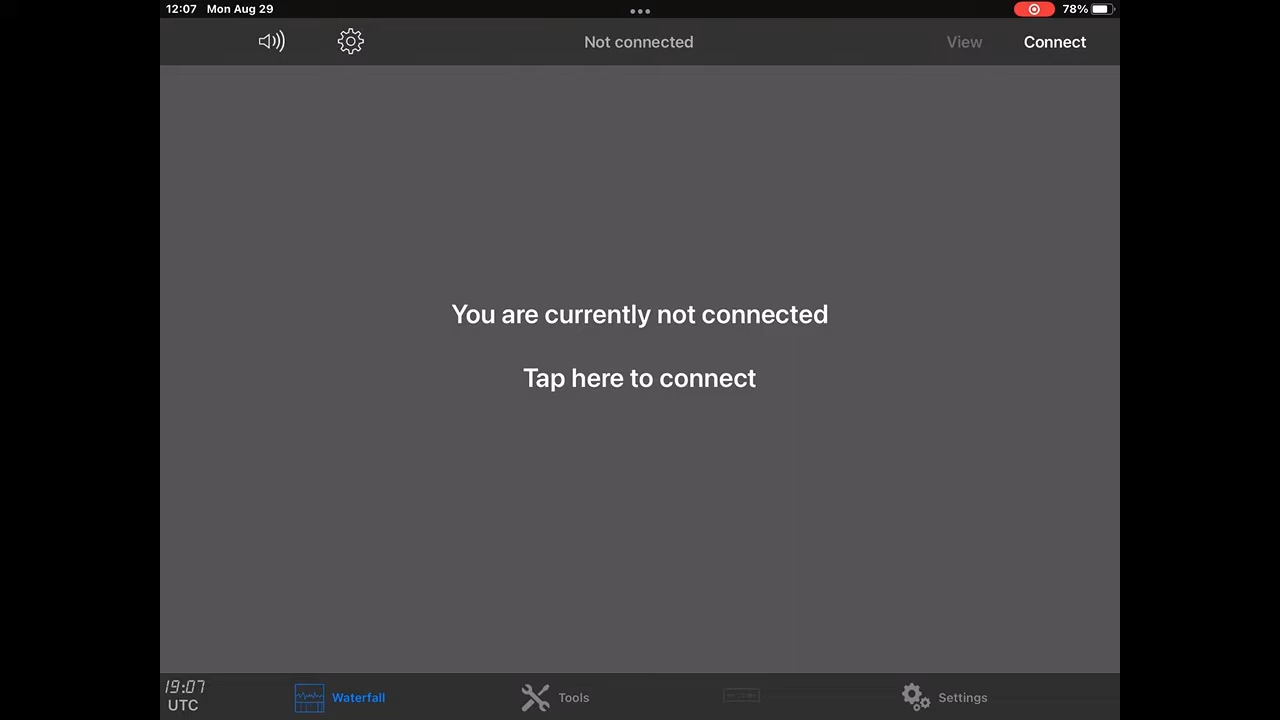 12:07 Mon Aug 29
78%
Not connected
View
Connect
You are currently not connected
Tap here to connect
19:07
UTC
Waterfall
Tools
Settings